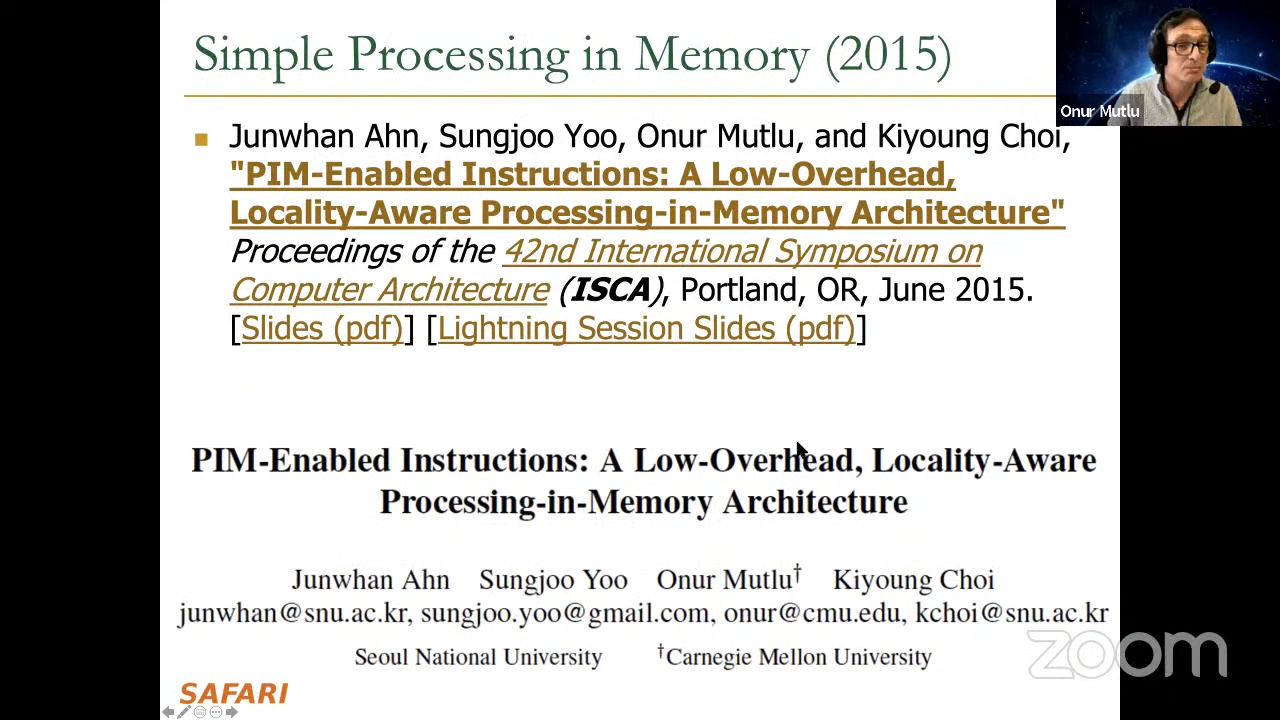 Simple Processing in Memory (2015)
Onur Mutlu
Junwhan Ahn, Sungjoo Yoo, Onur Mutlu, and Kiyoung Choi,
"PIM-Enabled Instructions: A Low-Overhead,
Locality-Aware Processing-in-Memory Architecture"
Proceedings of the 42nd International Symposium on
Computer Architecture (ISCA), Portland, OR, June 2015.
[Slides (pdf)] [Lightning Session Slides (pdf)]
PIM-Enabled Instructions: A Low-Overhead, Locality-Aware
Processing-in-Memory Architecture
Junwhan Ahn Sungjoo Yoo Onur Mutlu† Kiyoung Choi
junwhan@snu.ac.kr, sungjoo.yoo@gmail.com, onur@cmu.edu, kchoi@snu.ac.kr
Seoul National University †Carnegie Mellon University
zoom
SAFARI